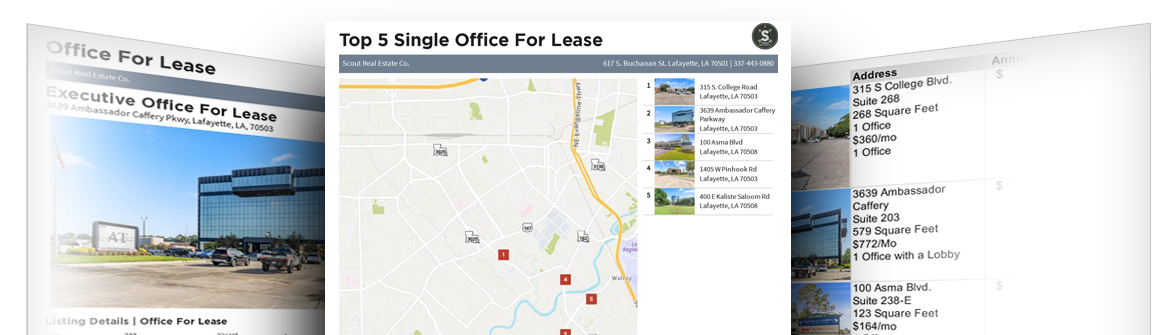 Office For Lease
Scout Real Estate Co.
Executive Office For Lease
3639 Ambassador Caffery Pkwy, Lafayette, LA, 70503
AT
Listing Details | Office For Lease
Top 5 Single Office For Lease
S
Scout Real Estate Co.
617 S. Buchanan St. Lafayette, LA 70501 | 337-443-0880
NE Evangeline Thwy
167
Walroy
1
4
5
3
1
315 S. College Road
Lafayette, LA 70503
2
3639 Ambassador Caffery
Parkway
Lafayette, LA 70503
3
100 Asma Blvd
Lafayette, LA 70508
4
1405 W Pinhook Rd
Lafayette, LA 70503
5
400 E Kaliste Saloom Rd
Lafayette, LA 70508
Address
315 S College Blvd.
Suite 268
268 Square Feet
1 Office
$360/mo
1 Office
$
3639 Ambassador
Caffery
Suite 203
579 Square Feet
$772/Mo
1 Office with a Lobby
$
100 Asma Blvd.
Suite 238-E
123 Square Feet
$164/mo
$